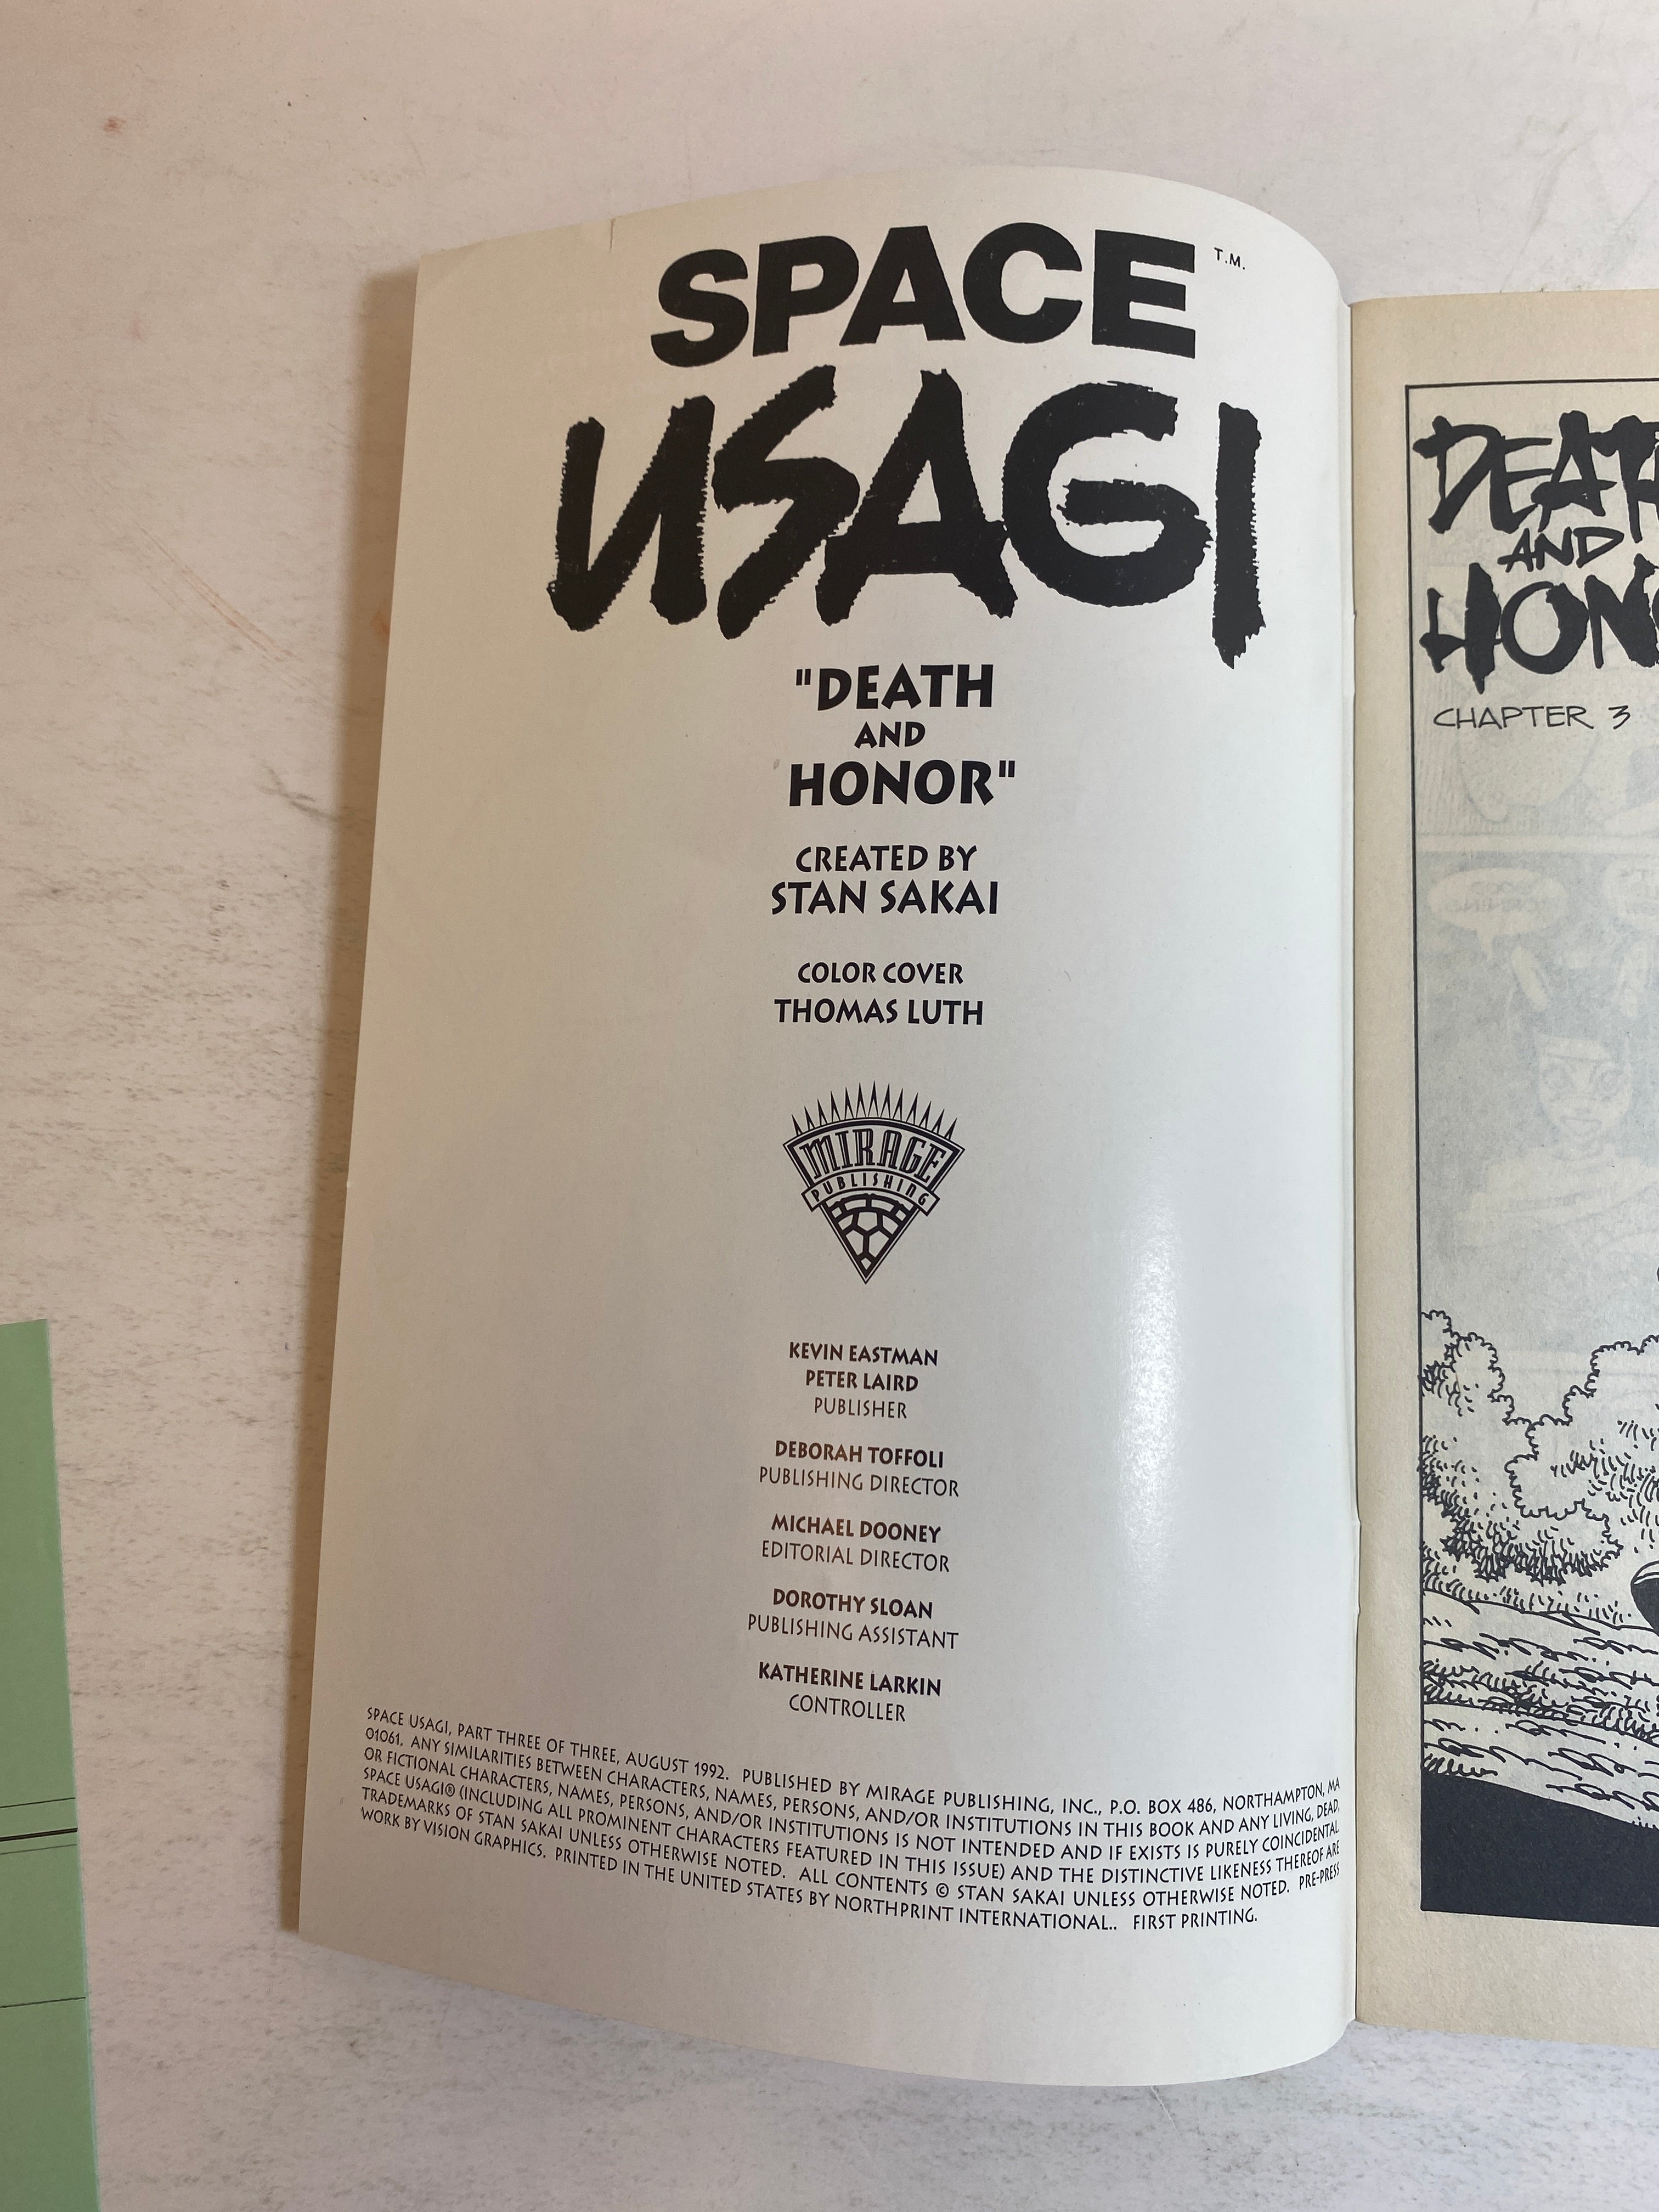 SPACE T.M.
USAGI
"DEATH
AND
HONOR"
CREATED BY
STAN SAKAI
COLOR COVER
THOMAS LUTH
MIRAGE
PUBLISHING
KEVIN EASTMAN
PETER LAIRD
PUBLISHER
DEBORAH TOFFOLI
PUBLISHING DIRECTOR
MICHAEL DOONEY
EDITORIAL DIRECTOR
DOROTHY SLOAN
PUBLISHING ASSISTANT
KATHERINE LARKIN
CONTROLLER
SPACE USAGI, PART THREE OF THREE, AUGUST 1992. PUBLISHED BY MIRAGE PUBLISHING, INC., P.O. BOX 486, NORTHAMPTON, MA
01061. ANY SIMILARITIES BETWEEN CHARACTERS, NAMES, PERSONS, AND/OR INSTITUTIONS IN THIS BOOK AND ANY LIVING, DEAD,
OR FICTIONAL CHARACTERS, NAMES, PERSONS, AND/OR INSTITUTIONS IS NOT INTENDED AND IF EXISTS IS PURELY COINCIDENTAL.
SPACE USAGI® (INCLUDING ALL PROMINENT CHARACTERS FEATURED IN THIS ISSUE) AND THE DISTINCTIVE LIKENESS THEREOF ARE
TRADEMARKS OF STAN SAKAI UNLESS OTHERWISE NOTED. ALL CONTENTS © STAN SAKAI UNLESS OTHERWISE NOTED. PRE-PRESS
WORK BY VISION GRAPHICS. PRINTED IN THE UNITED STATES BY NORTHPRINT INTERNATIONAL.. FIRST PRINTING.
DEAT
AND
HON
CHAPTER 3